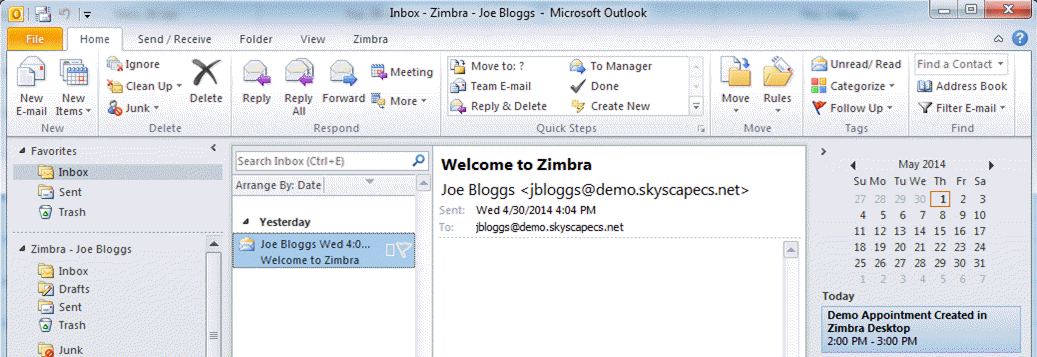 Inbox - Zimbra - Joe Bloggs - Microsoft Outlook
File Home Send / Receive Folder View Zimbra
New E-mail
New Items
Ignore
Clean Up
Junk
Delete
Reply
Reply All
Forward
Meeting
More
Move to: ?
Team E-mail
Reply & Delete
To Manager
Done
Create New
Move
Rules
Unread/ Read
Categorize
Follow Up
Find a Contact
Address Book
Filter E-mail
New Delete Respond Quick Steps Move Tags Find
Favorites
Inbox
Sent
Trash
Zimbra - Joe Bloggs
Inbox
Drafts
Sent
Trash
Junk
Search Inbox (Ctrl+E)
Arrange By: Date
Yesterday
Joe Bloggs Wed 4:0...
Welcome to Zimbra
Welcome to Zimbra
Joe Bloggs <jbloggs@demo.skyscapecs.net>
Sent: Wed 4/30/2014 4:04 PM
To: jbloggs@demo.skyscapecs.net
May 2014
Su Mo Tu We Th Fr Sa
27 28 29 30 1 2 3
4 5 6 7 8 9 10
11 12 13 14 15 16 17
18 19 20 21 22 23 24
25 26 27 28 29 30 31
1 2 3 4 5 6 7
Today
Demo Appointment Created in
Zimbra Desktop
2:00 PM - 3:00 PM